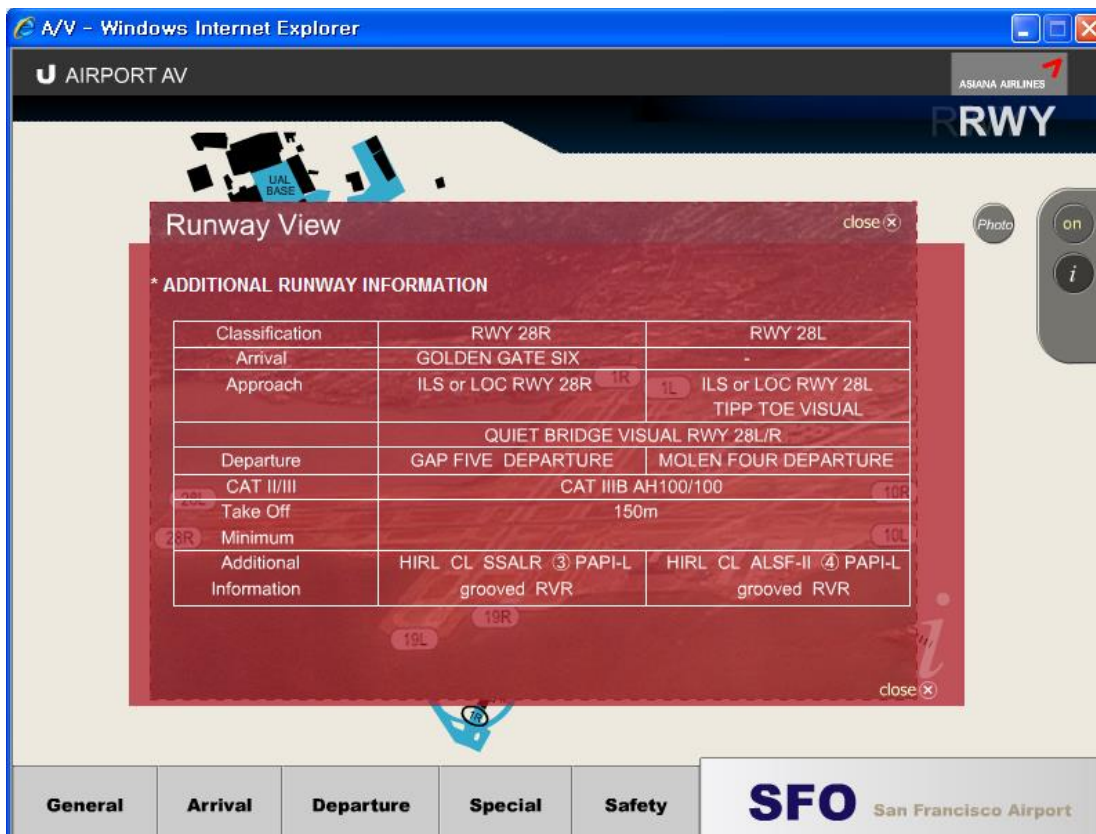 A/V - Windows Internet Explorer
U AIRPORT AV
ASIANA AIRLINES
RWY
UAL
BASE
Runway View
close
Photo
on
i
* ADDITIONAL RUNWAY INFORMATION
Classification RWY 28R RWY 28L
Arrival GOLDEN GATE SIX -
Approach ILS or LOC RWY 28R 1R 1L ILS or LOC RWY 28L
TIPP TOE VISUAL
QUIET BRIDGE VISUAL RWY 28L/R
Departure GAP FIVE DEPARTURE MOLEN FOUR DEPARTURE
CAT II/III CAT IIIB AH100/100
28L 10R
Take Off 150m
28R Minimum 10L
Additional HIRL CL SSALR ③ PAPI-L HIRL CL ALSF-II ④ PAPI-L
Information grooved RVR grooved RVR
19R
19L
i
close
1R
General Arrival Departure Special Safety SFO San Francisco Airport